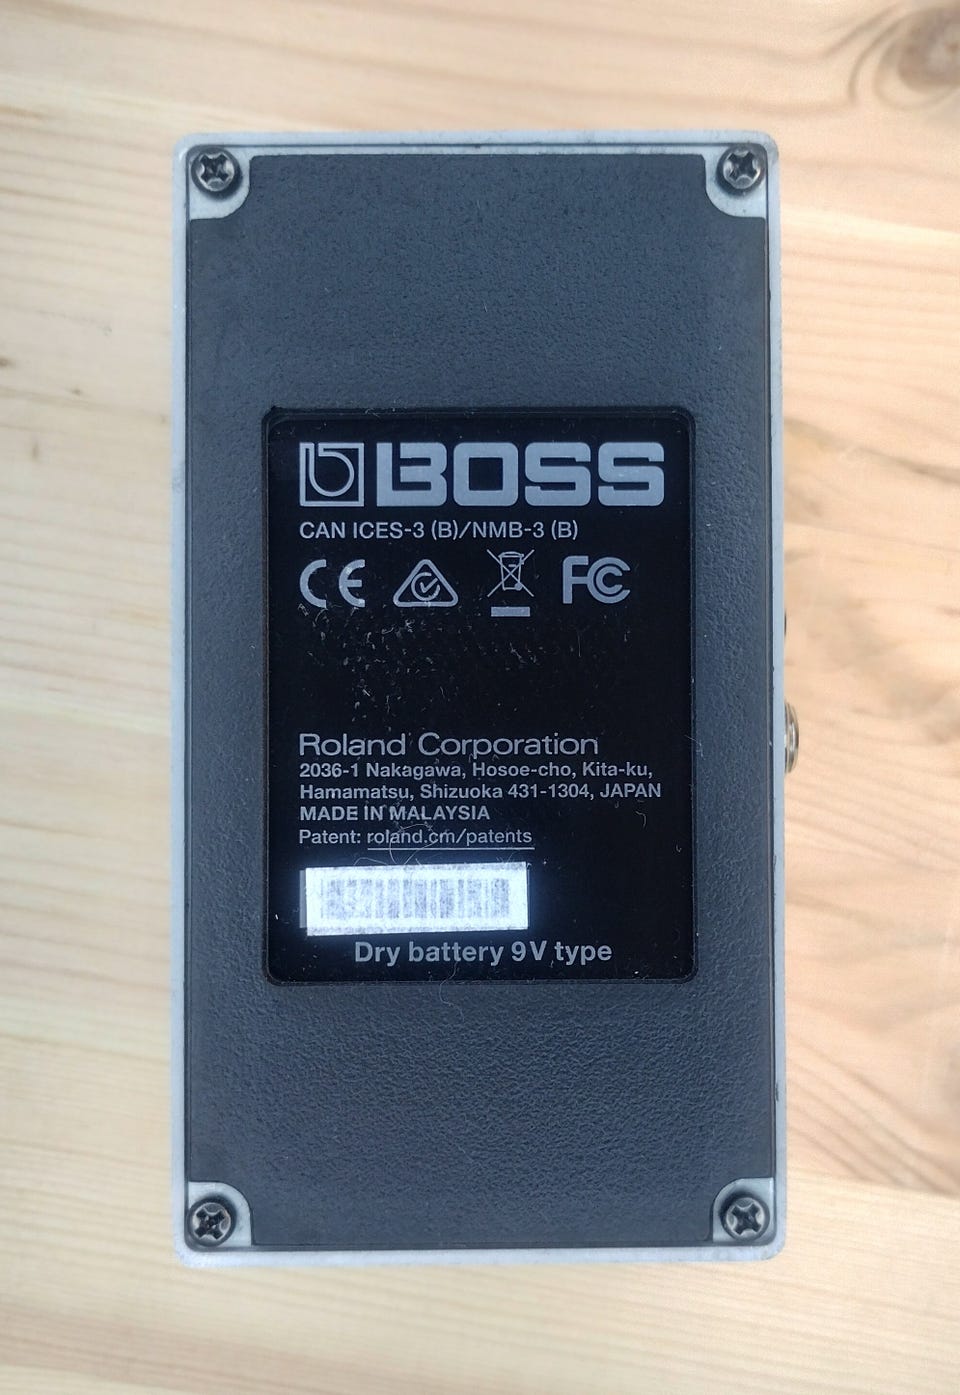 BOSS
CAN ICES-3 (B)/NMB-3 (B)
CE FC
Roland Corporation
2036-1 Nakagawa, Hosoe-cho, Kita-ku,
Hamamatsu, Shizuoka 431-1304, JAPAN
MADE IN MALAYSIA
Patent: roland.cm/patents
Dry battery 9V type